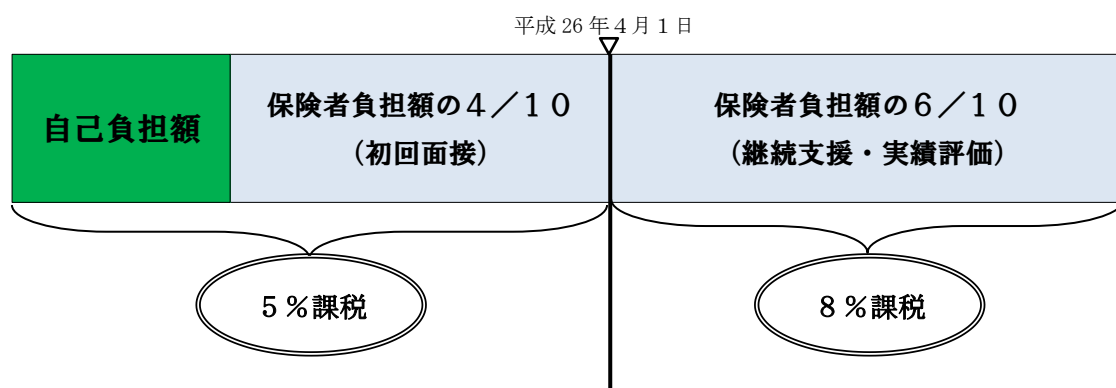 平成 26 年４月１日
自己負担額
保険者負担額の４／１０
（初回面接）
保険者負担額の６／１０
（継続支援・実績評価）
５％課税
８％課税